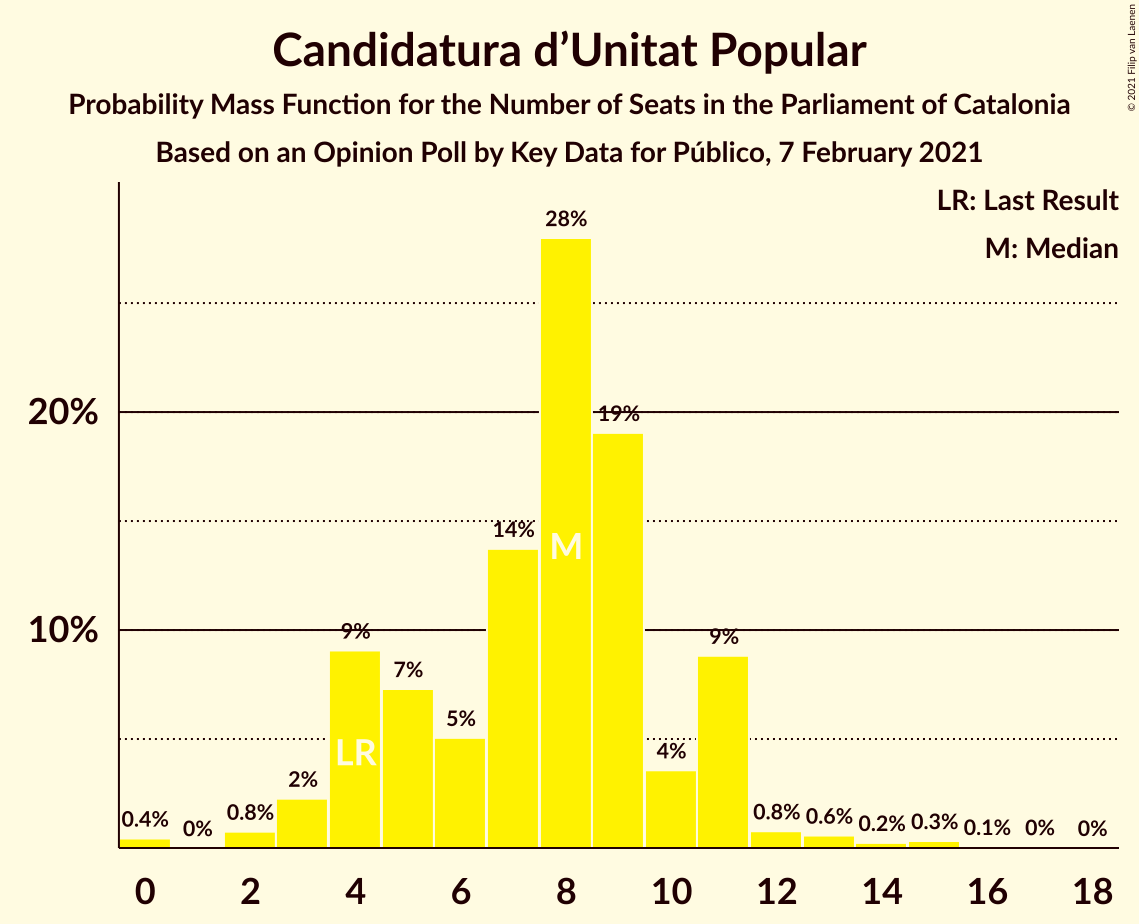 Candidatura d’Unitat Popular
Probability Mass Function for the Number of Seats in the Parliament of Catalonia
Based on an Opinion Poll by Key Data for Público, 7 February 2021
© 2021 Filip van Laenen
LR: Last Result
M: Median
28%
20%
19%
14%
M
10%
9%
9%
7%
5%
LR
4%
2%
0.4%
0%
0.8%
0.8%
0.6%
0.2%
0.3%
0.1%
0%
0%
0 2 4 6 8 10 12 14 16 18